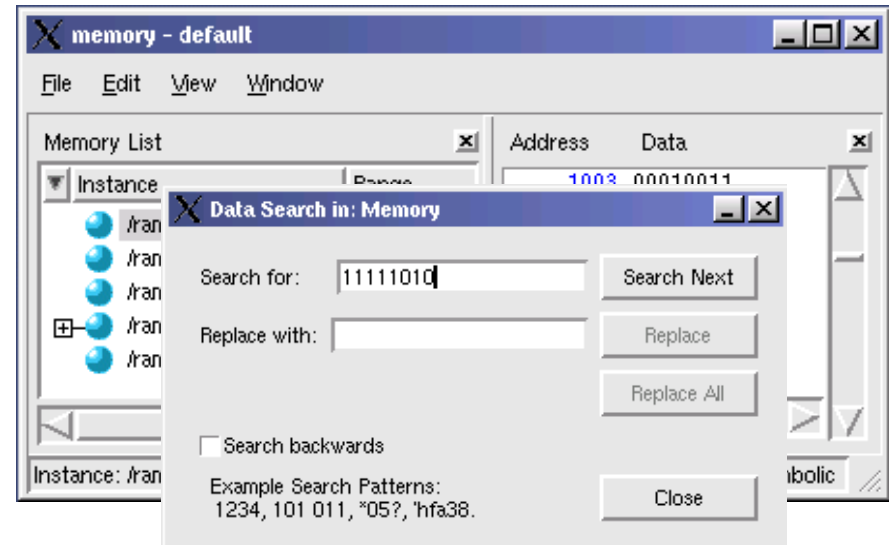 memory - default
File Edit View Window
Memory List
Address Data
Instance Range
1003 00010011
/ran
/ran
/ran
/ran
/ran
Data Search in: Memory
Search for: 11111010 Search Next
Replace with: Replace
Replace All
Search backwards
Example Search Patterns:
1234, 101 011, *05?, 'hfa38.
Close
Instance: /ran
bolic